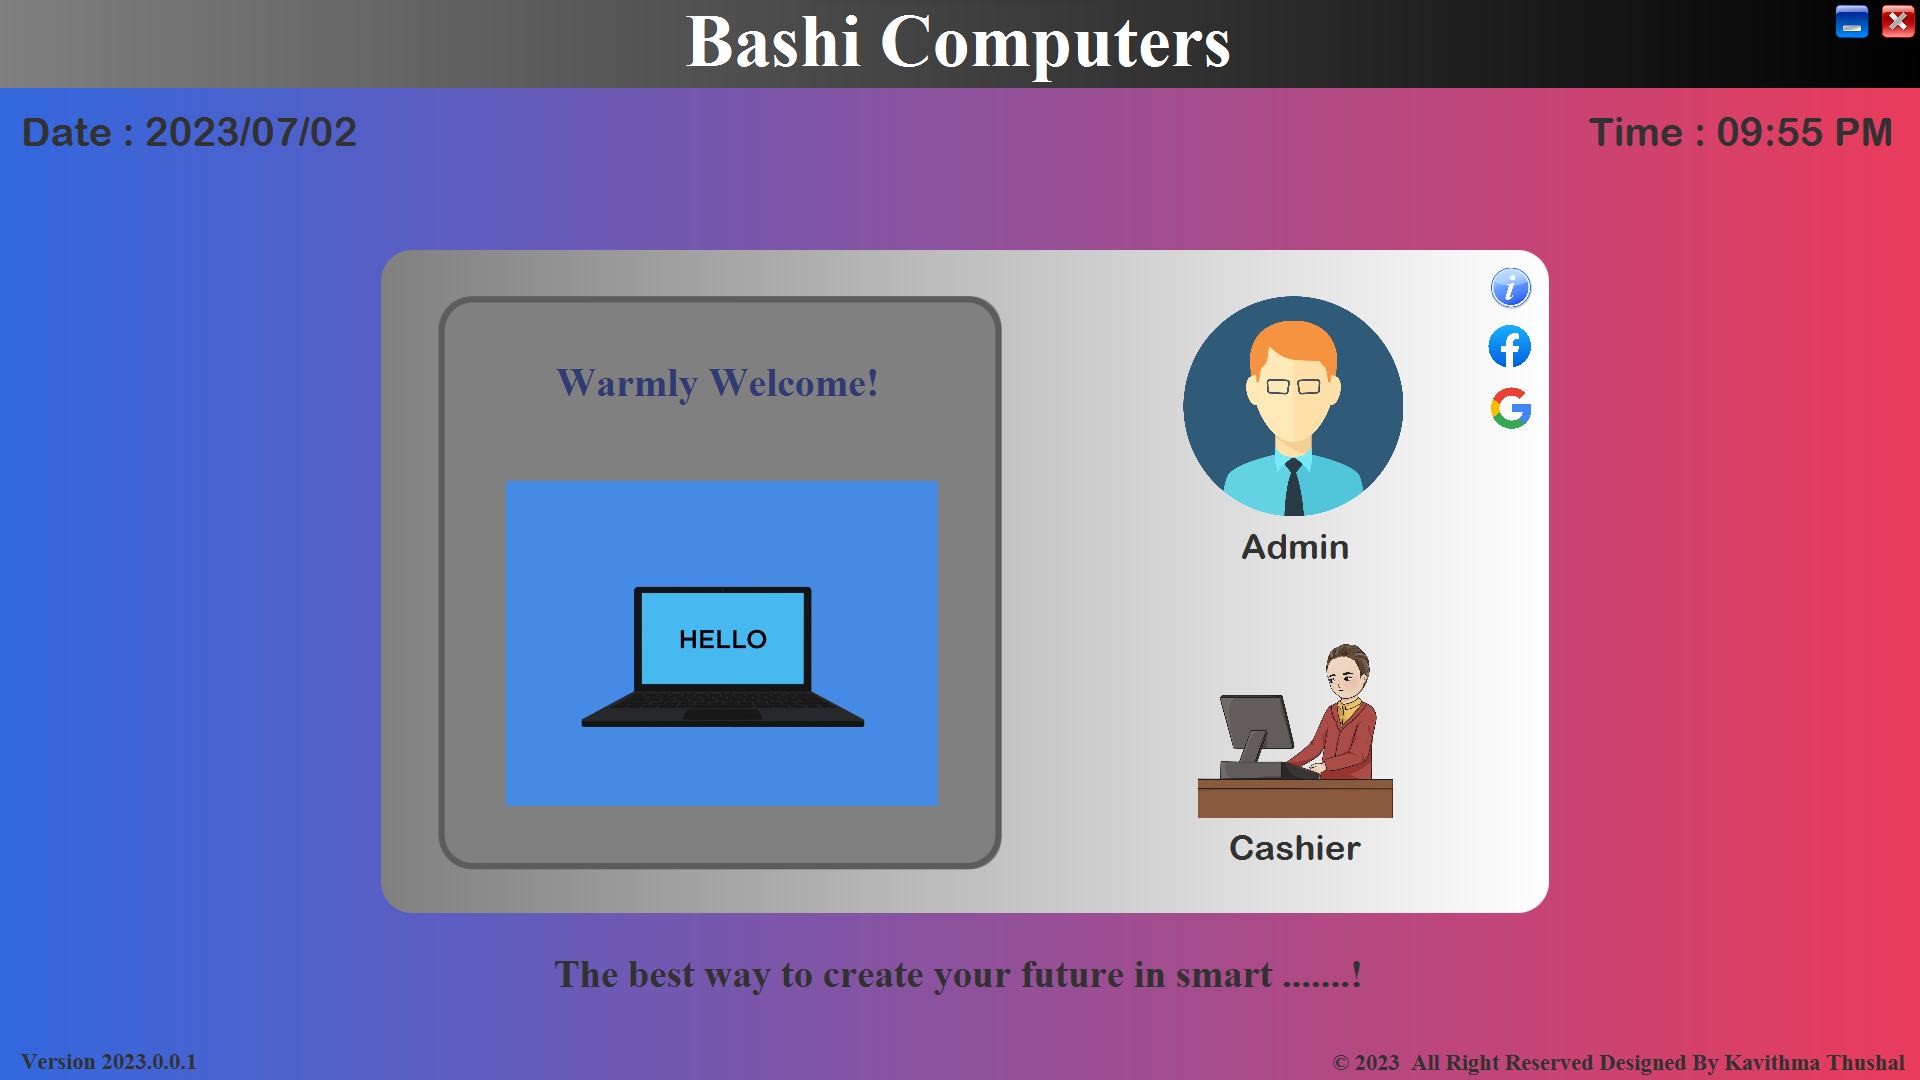 Bashi Computers
Date : 2023/07/02
Time : 09:55 PM
Warmly Welcome!
HELLO
Admin
Cashier
The best way to create your future in smart .......!
Version 2023.0.0.1
© 2023  All Right Reserved Designed By Kavithma Thushal